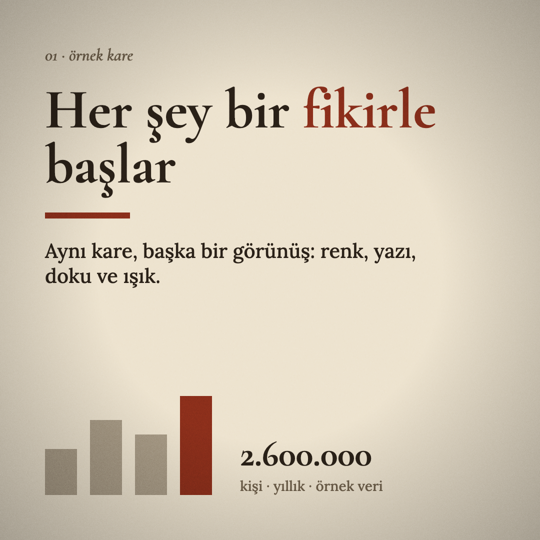 01 · örnek kare
Her şey bir fikirle
başlar
Aynı kare, başka bir görünüş: renk, yazı,
doku ve ışık.
2.600.000
kişi · yıllık · örnek veri